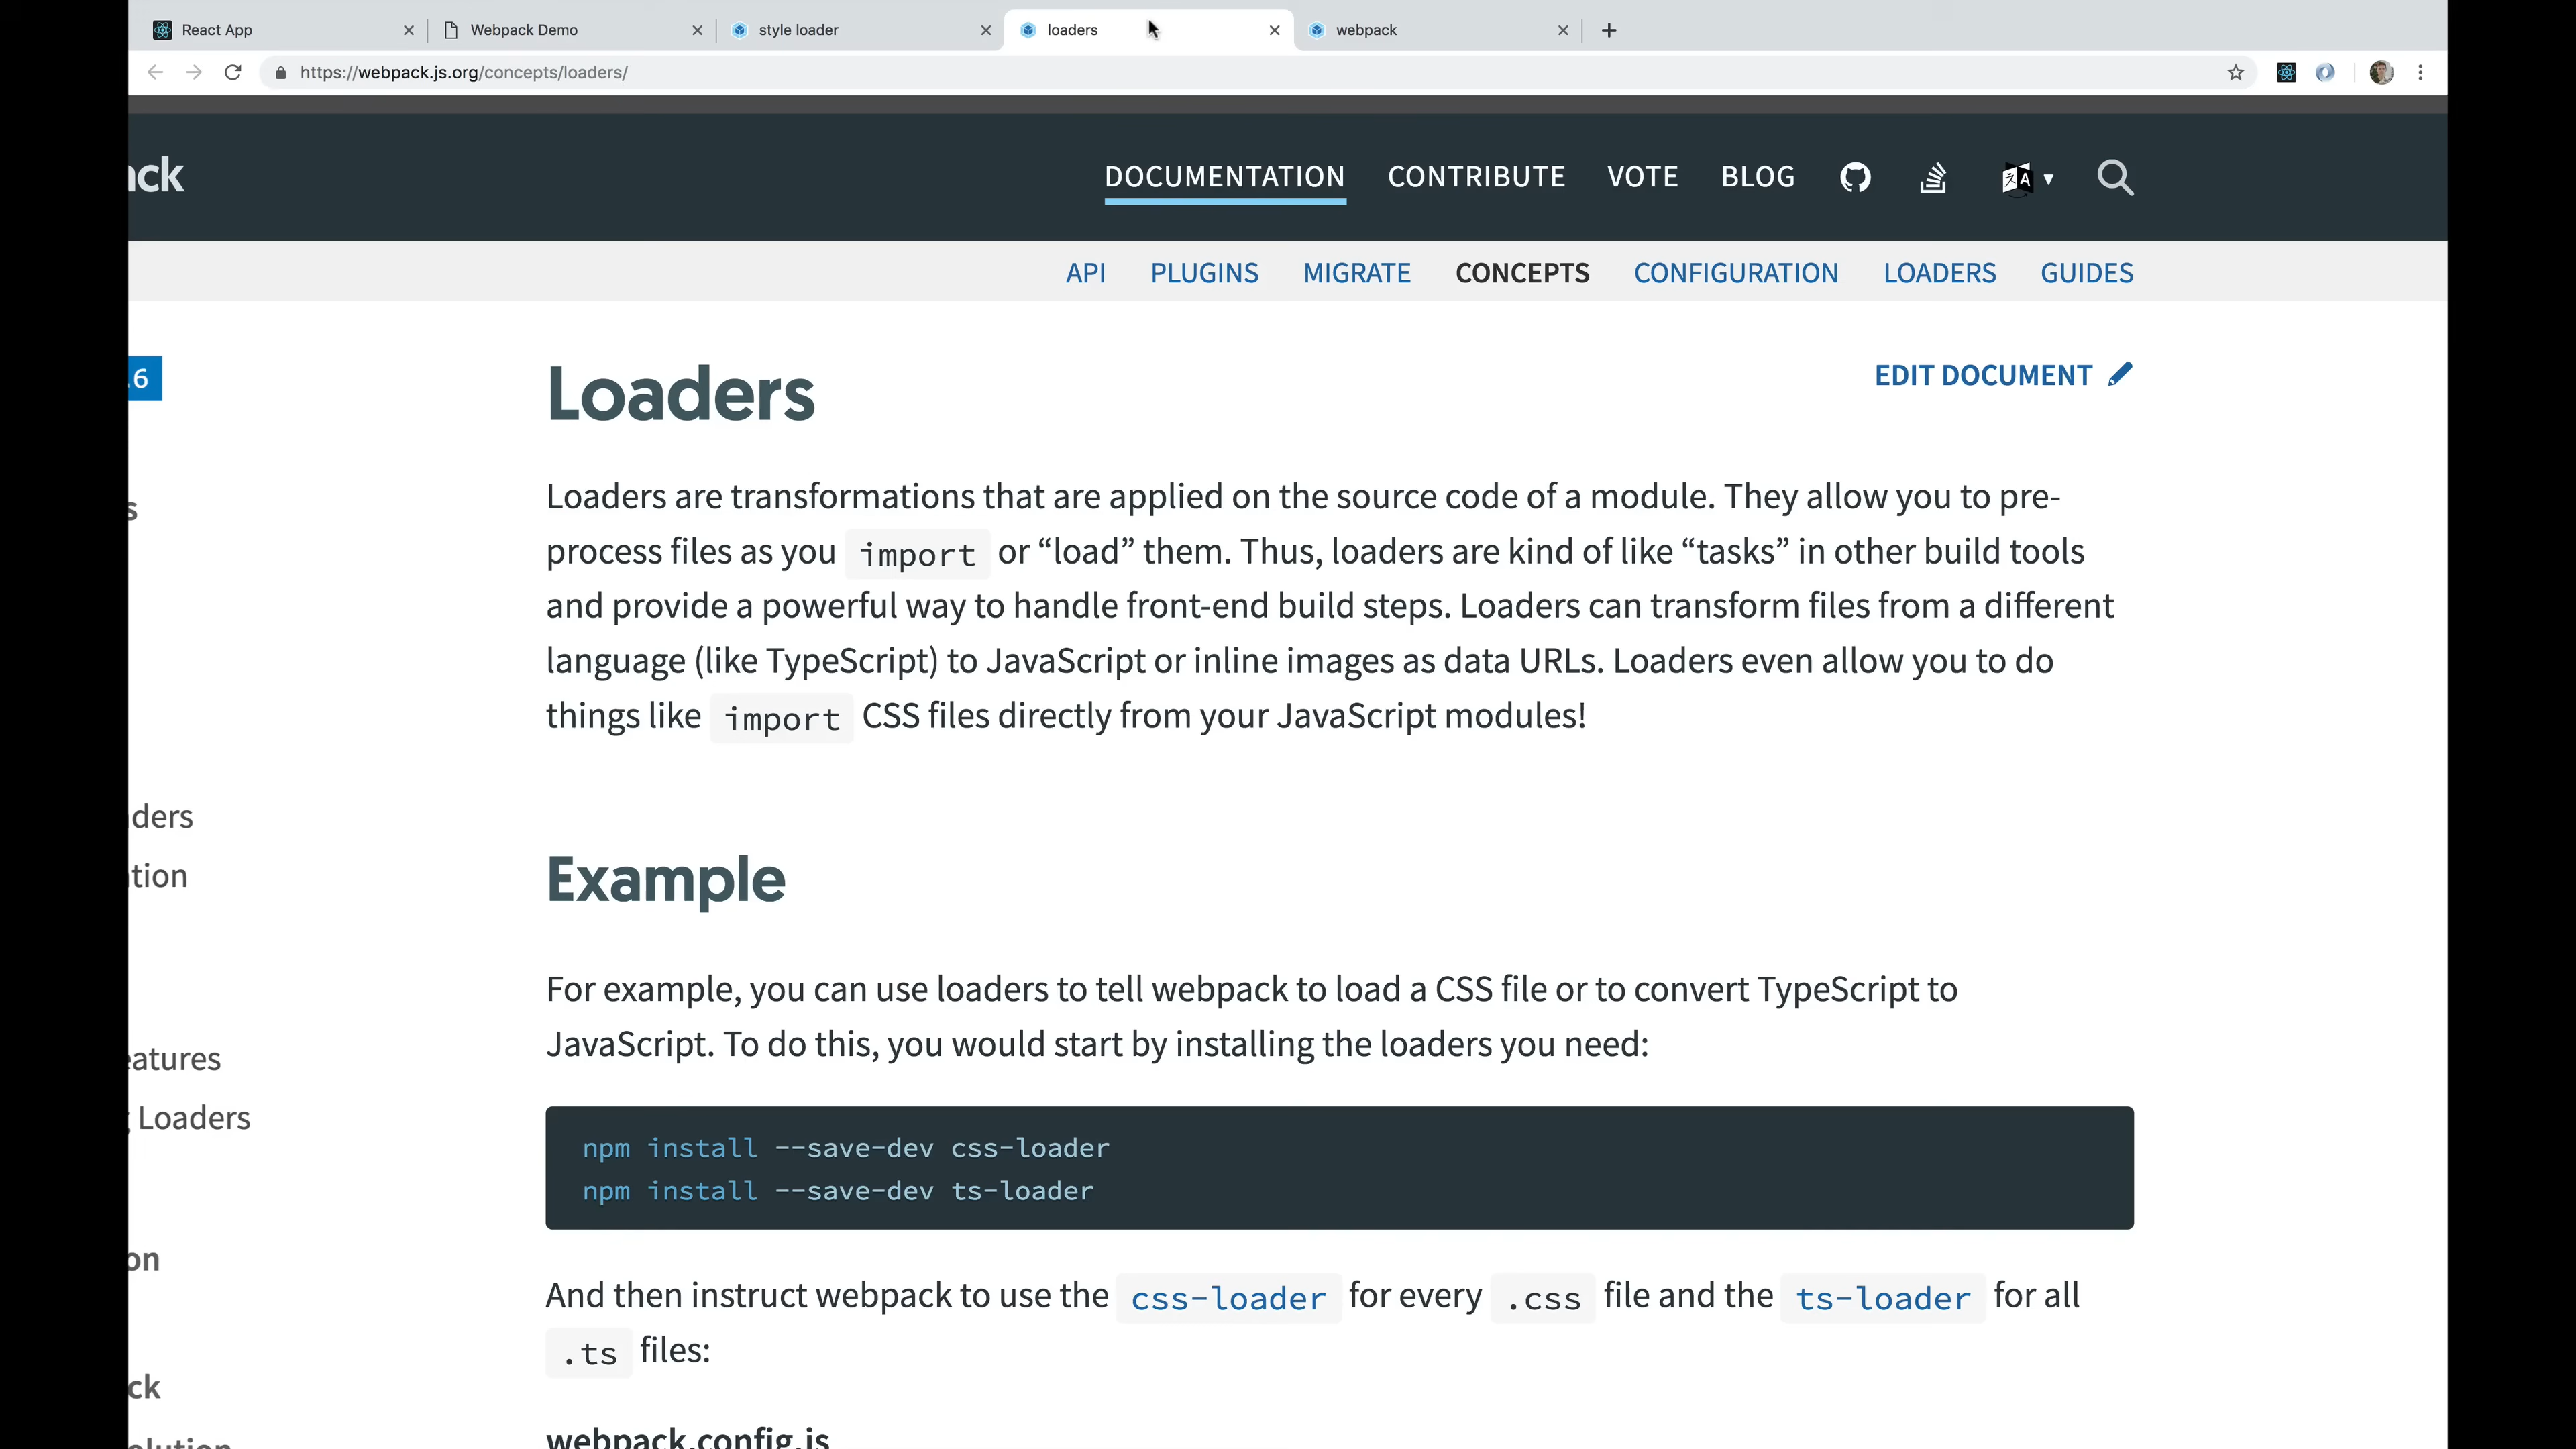 React App
Webpack Demo
style loader
loaders
webpack
https://webpack.js.org/concepts/loaders/
ack
DOCUMENTATION
CONTRIBUTE
VOTE
BLOG
API
PLUGINS
MIGRATE
CONCEPTS
CONFIGURATION
LOADERS
GUIDES
.6
Loaders
EDIT DOCUMENT
Loaders are transformations that are applied on the source code of a module. They allow you to pre-
process files as you import or “load” them. Thus, loaders are kind of like “tasks” in other build tools
and provide a powerful way to handle front-end build steps. Loaders can transform files from a different
language (like TypeScript) to JavaScript or inline images as data URLs. Loaders even allow you to do
things like import CSS files directly from your JavaScript modules!
s
aders
ation
eatures
Loaders
on
ck
olution
Example
For example, you can use loaders to tell webpack to load a CSS file or to convert TypeScript to
JavaScript. To do this, you would start by installing the loaders you need:
npm install --save-dev css-loader
npm install --save-dev ts-loader
And then instruct webpack to use the css-loader for every .css file and the ts-loader for all
.ts files:
webpack.config.js